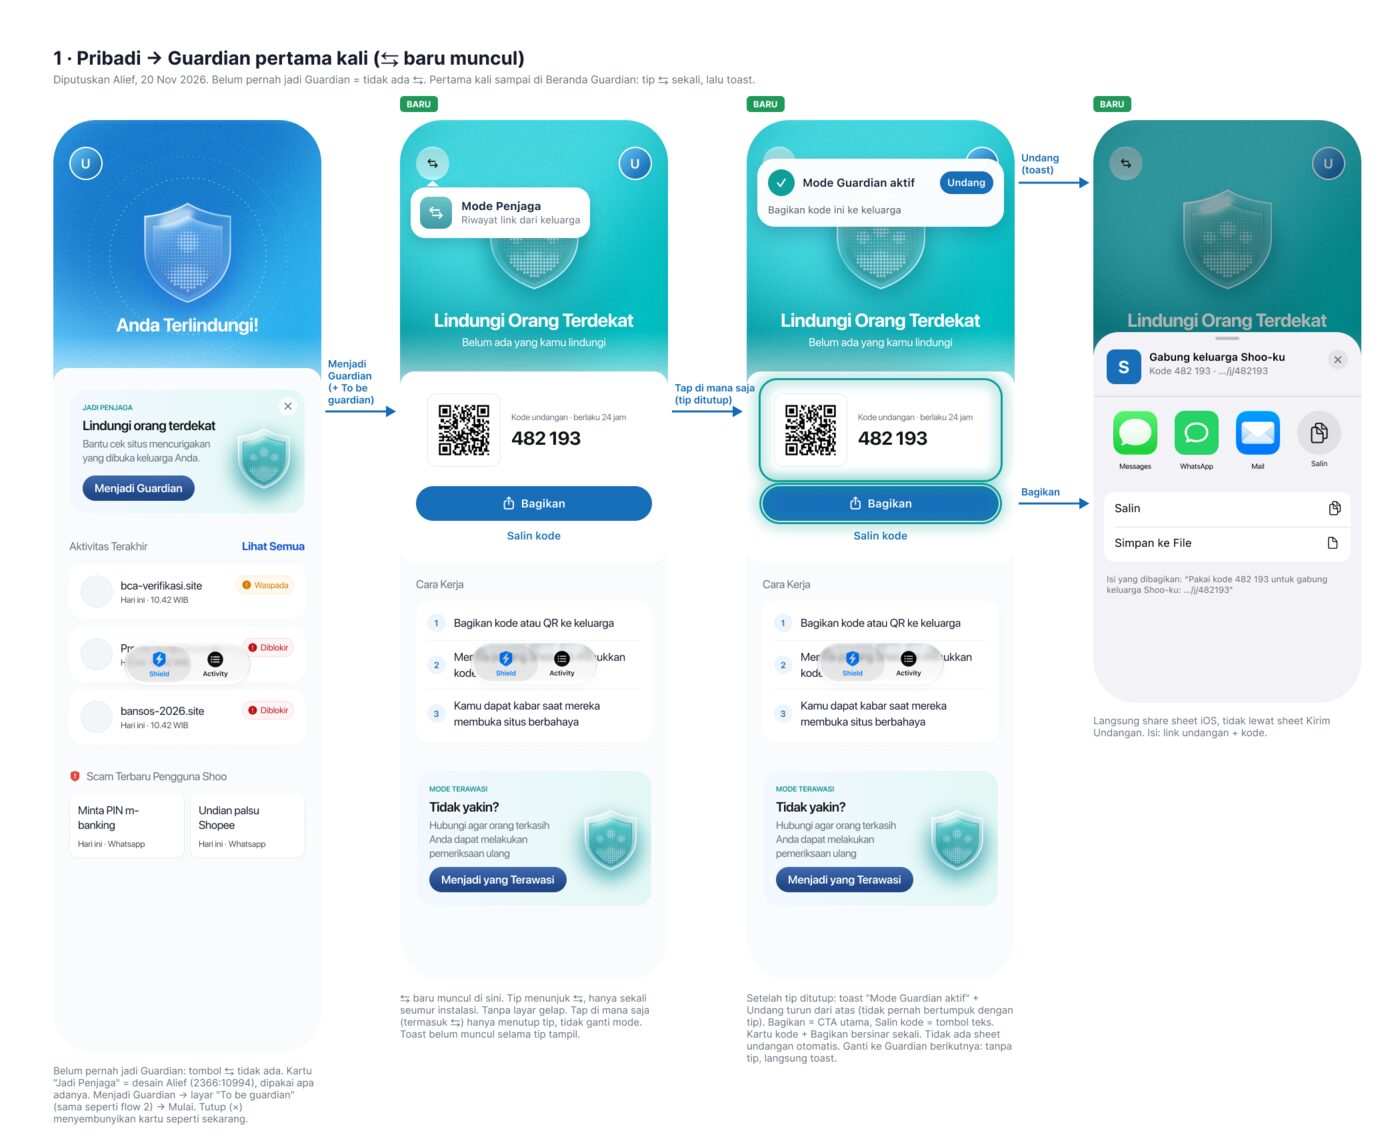 1 · Pribadi → Guardian pertama kali (⇆ baru muncul)
Diputuskan Alief, 20 Nov 2026. Belum pernah jadi Guardian = tidak ada ⇆. Pertama kali sampai di Beranda Guardian: tip ⇆ sekali, lalu toast.
U
Anda Terlindungi!
JADI PENJAGA
Lindungi orang terdekat
Bantu cek situs mencurigakan
yang dibuka keluarga Anda.
Menjadi Guardian
Aktivitas Terakhir
Lihat Semua
bca-verifikasi.site
Hari ini · 10.42 WIB
Waspada
Diblokir
Shield
Activity
bansos-2026.site
Hari ini · 10.42 WIB
Diblokir
Scam Terbaru Pengguna Shoo
Minta PIN m-
banking
Hari ini · Whatsapp
Undian palsu
Shopee
Hari ini · Whatsapp
Belum pernah jadi Guardian: tombol ⇆ tidak ada. Kartu
"Jadi Penjaga" = desain Alief (2366:10994), dipakai apa
adanya. Menjadi Guardian → layar "To be guardian"
(sama seperti flow 2) → Mulai. Tutup (×)
menyembunyikan kartu seperti sekarang.
Menjadi
Guardian
(+ To be
guardian)
BARU
U
Mode Penjaga
Riwayat link dari keluarga
Lindungi Orang Terdekat
Belum ada yang kamu lindungi
Kode undangan · berlaku 24 jam
482 193
Bagikan
Salin kode
Cara Kerja
1
Bagikan kode atau QR ke keluarga
2
Shield
Activity
3
Kamu dapat kabar saat mereka
membuka situs berbahaya
MODE TERAWASI
Tidak yakin?
Hubungi agar orang terkasih
Anda dapat melakukan
pemeriksaan ulang
Menjadi yang Terawasi
⇆ baru muncul di sini. Tip menunjuk ⇆, hanya sekali
seumur instalasi. Tanpa layar gelap. Tap di mana saja
(termasuk ⇆) hanya menutup tip, tidak ganti mode.
Toast belum muncul selama tip tampil.
Tap di mana saja
(tip ditutup)
BARU
Mode Guardian aktif
Undang
Bagikan kode ini ke keluarga
Lindungi Orang Terdekat
Belum ada yang kamu lindungi
Kode undangan · berlaku 24 jam
482 193
Bagikan
Salin kode
Cara Kerja
1
Bagikan kode atau QR ke keluarga
2
Shield
Activity
3
Kamu dapat kabar saat mereka
membuka situs berbahaya
MODE TERAWASI
Tidak yakin?
Hubungi agar orang terkasih
Anda dapat melakukan
pemeriksaan ulang
Menjadi yang Terawasi
Setelah tip ditutup: toast "Mode Guardian aktif" +
Undang turun dari atas (tidak pernah bertumpuk dengan
tip). Bagikan = CTA utama, Salin kode = tombol teks.
Kartu kode + Bagikan bersinar sekali. Tidak ada sheet
undangan otomatis. Ganti ke Guardian berikutnya: tanpa
tip, langsung toast.
Undang
(toast)
Bagikan
BARU
U
Lindungi Orang Terdekat
S
Gabung keluarga Shoo-ku
Kode 482 193 · .../j/482193
Messages
WhatsApp
Mail
Salin
Salin
Simpan ke File
Isi yang dibagikan: "Pakai kode 482 193 untuk gabung
keluarga Shoo-ku: .../j/482193"
Langsung share sheet iOS, tidak lewat sheet Kirim
Undangan. Isi: link undangan + kode.